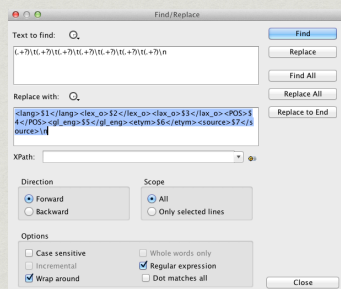 Find/Replace
Text to find:
(.+?)\t(.+?)\t(.+?)\t(.+?)\t(.+?)\t(.+?)\t(.+?)\n
Find
Replace
Find All
Replace All
Replace to End
Replace with:
<lang>$1</lang><lex_o>$2</lex_o><lax_o>$3</lax_o><POS>$
4</POS><gl_eng>$5</gl_eng><etym>$6</etym><source>$7</s
ource>\n
XPath:
Direction
Forward
Backward
Scope
All
Only selected lines
Options
Case sensitive
Whole words only
Incremental
Regular expression
Wrap around
Dot matches all
Close